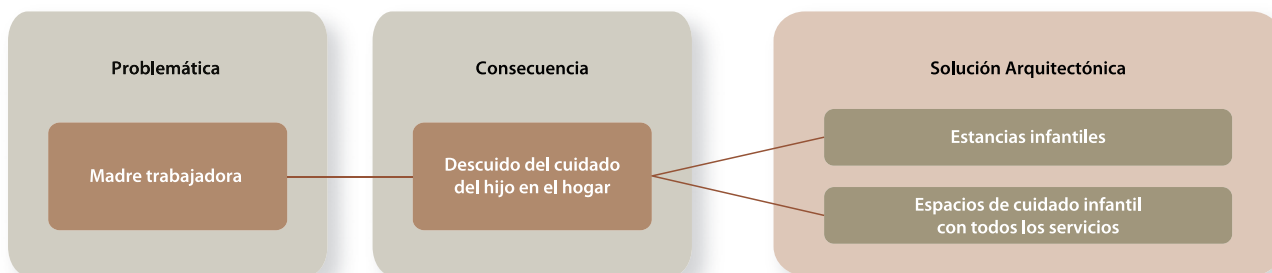 Problemática
Madre trabajadora
Consecuencia
Descuido del cuidado
del hijo en el hogar
Solución Arquitectónica
Estancias infantiles
Espacios de cuidado infantil
con todos los servicios